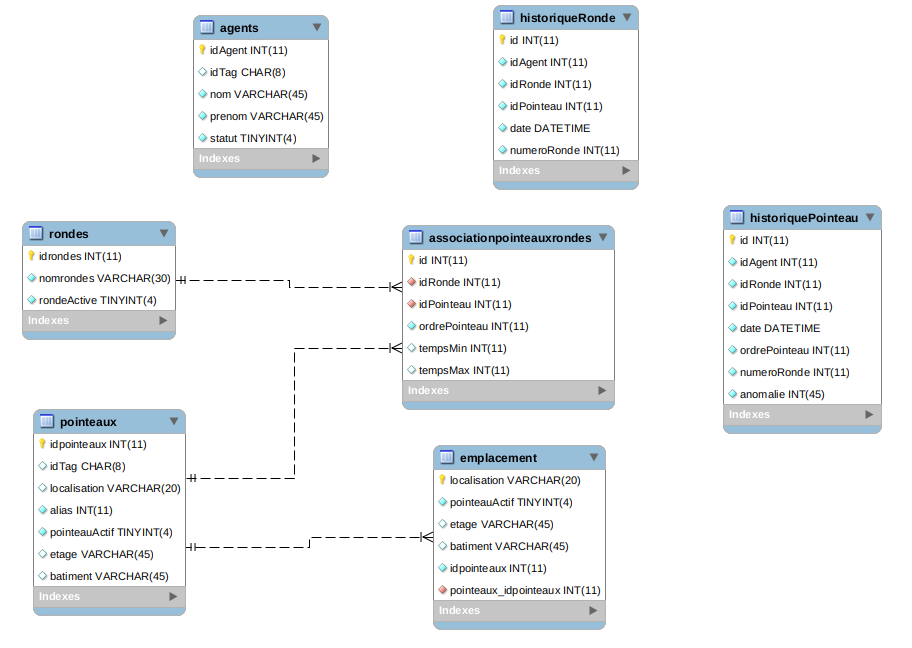 agents
idAgent INT(11)
idTag CHAR(8)
nom VARCHAR(45)
prenom VARCHAR(45)
statut TINYINT(4)
Indexes
historiqueRonde
id INT(11)
idAgent INT(11)
idRonde INT(11)
idPointeau INT(11)
date DATETIME
numeroRonde INT(11)
Indexes
rondes
idrondes INT(11)
nomrondes VARCHAR(30)
rondeActive TINYINT(4)
Indexes
associationpointeauxrondes
id INT(11)
idRonde INT(11)
idPointeau INT(11)
ordrePointeau INT(11)
tempsMin INT(11)
tempsMax INT(11)
Indexes
historiquePointeau
id INT(11)
idAgent INT(11)
idRonde INT(11)
idPointeau INT(11)
date DATETIME
ordrePointeau INT(11)
numeroRonde INT(11)
anomalie INT(45)
Indexes
pointeaux
idpointeaux INT(11)
idTag CHAR(8)
localisation VARCHAR(20)
alias INT(11)
pointeauActif TINYINT(4)
etage VARCHAR(45)
batiment VARCHAR(45)
Indexes
emplacement
localisation VARCHAR(20)
pointeauActif TINYINT(4)
etage VARCHAR(45)
batiment VARCHAR(45)
idpointeaux INT(11)
pointeaux_idpointeaux INT(11)
Indexes